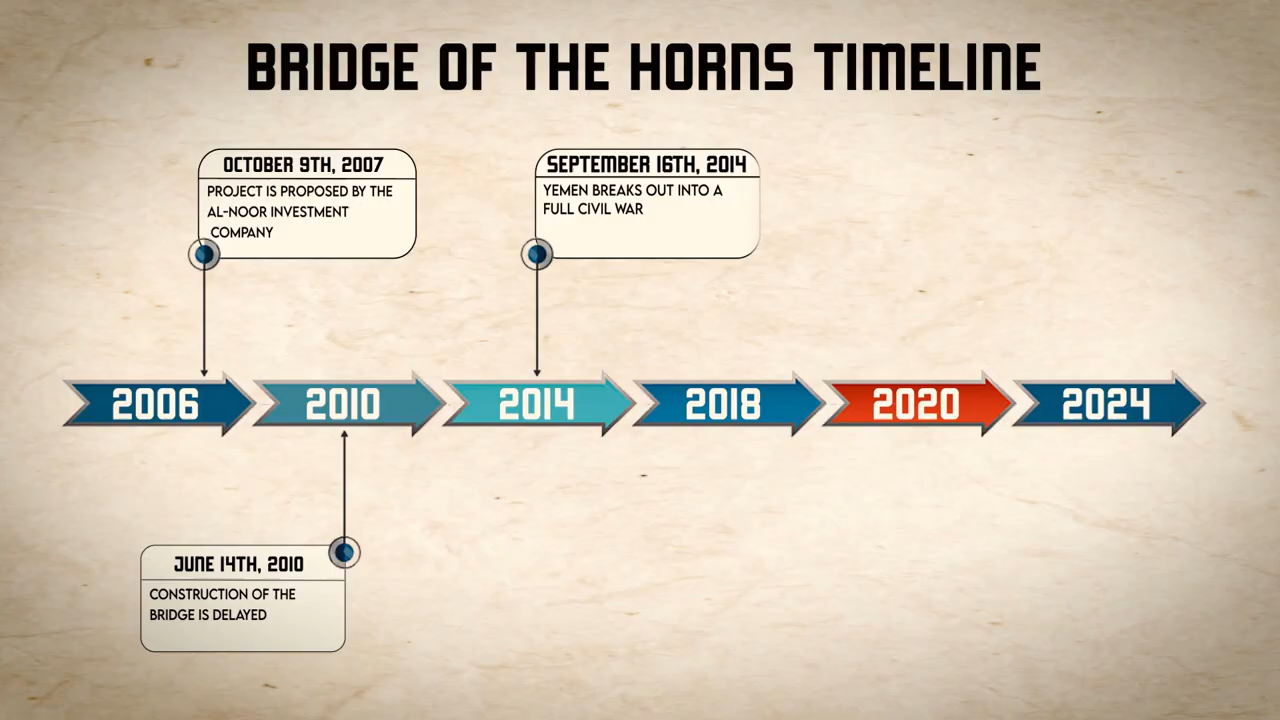 BRIDGE OF THE HORNS TIMELINE
OCTOBER 9TH, 2007
PROJECT IS PROPOSED BY THE
AL-NOOR INVESTMENT
COMPANY
SEPTEMBER 16TH, 2014
YEMEN BREAKS OUT INTO A
FULL CIVIL WAR
2006
2010
2014
2018
2020
2024
JUNE 14TH, 2010
CONSTRUCTION OF THE
BRIDGE IS DELAYED